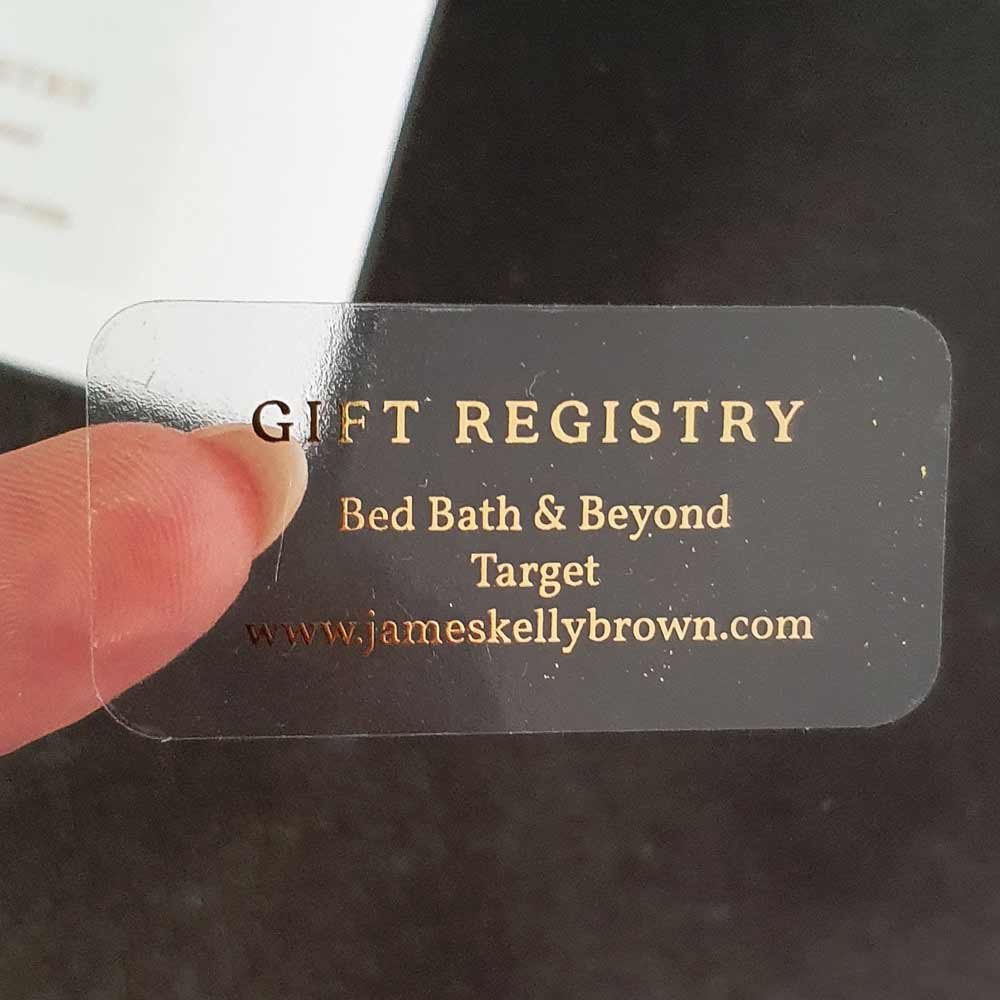 GIFT REGISTRY
Bed Bath & Beyond
Target
www.jameskellybrown.com